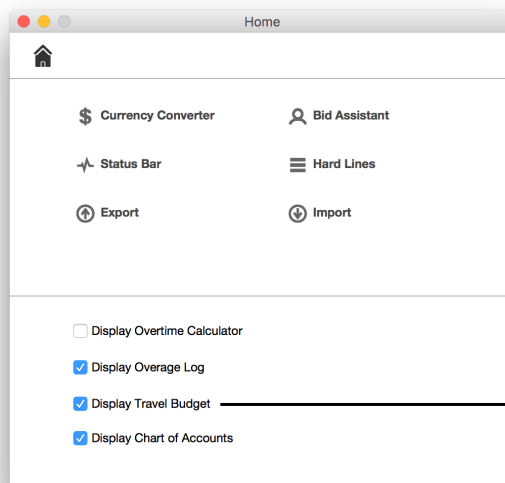 Home
Currency Converter
Bid Assistant
Status Bar
Hard Lines
Export
Import
Display Overtime Calculator
Display Overage Log
Display Travel Budget
Display Chart of Accounts